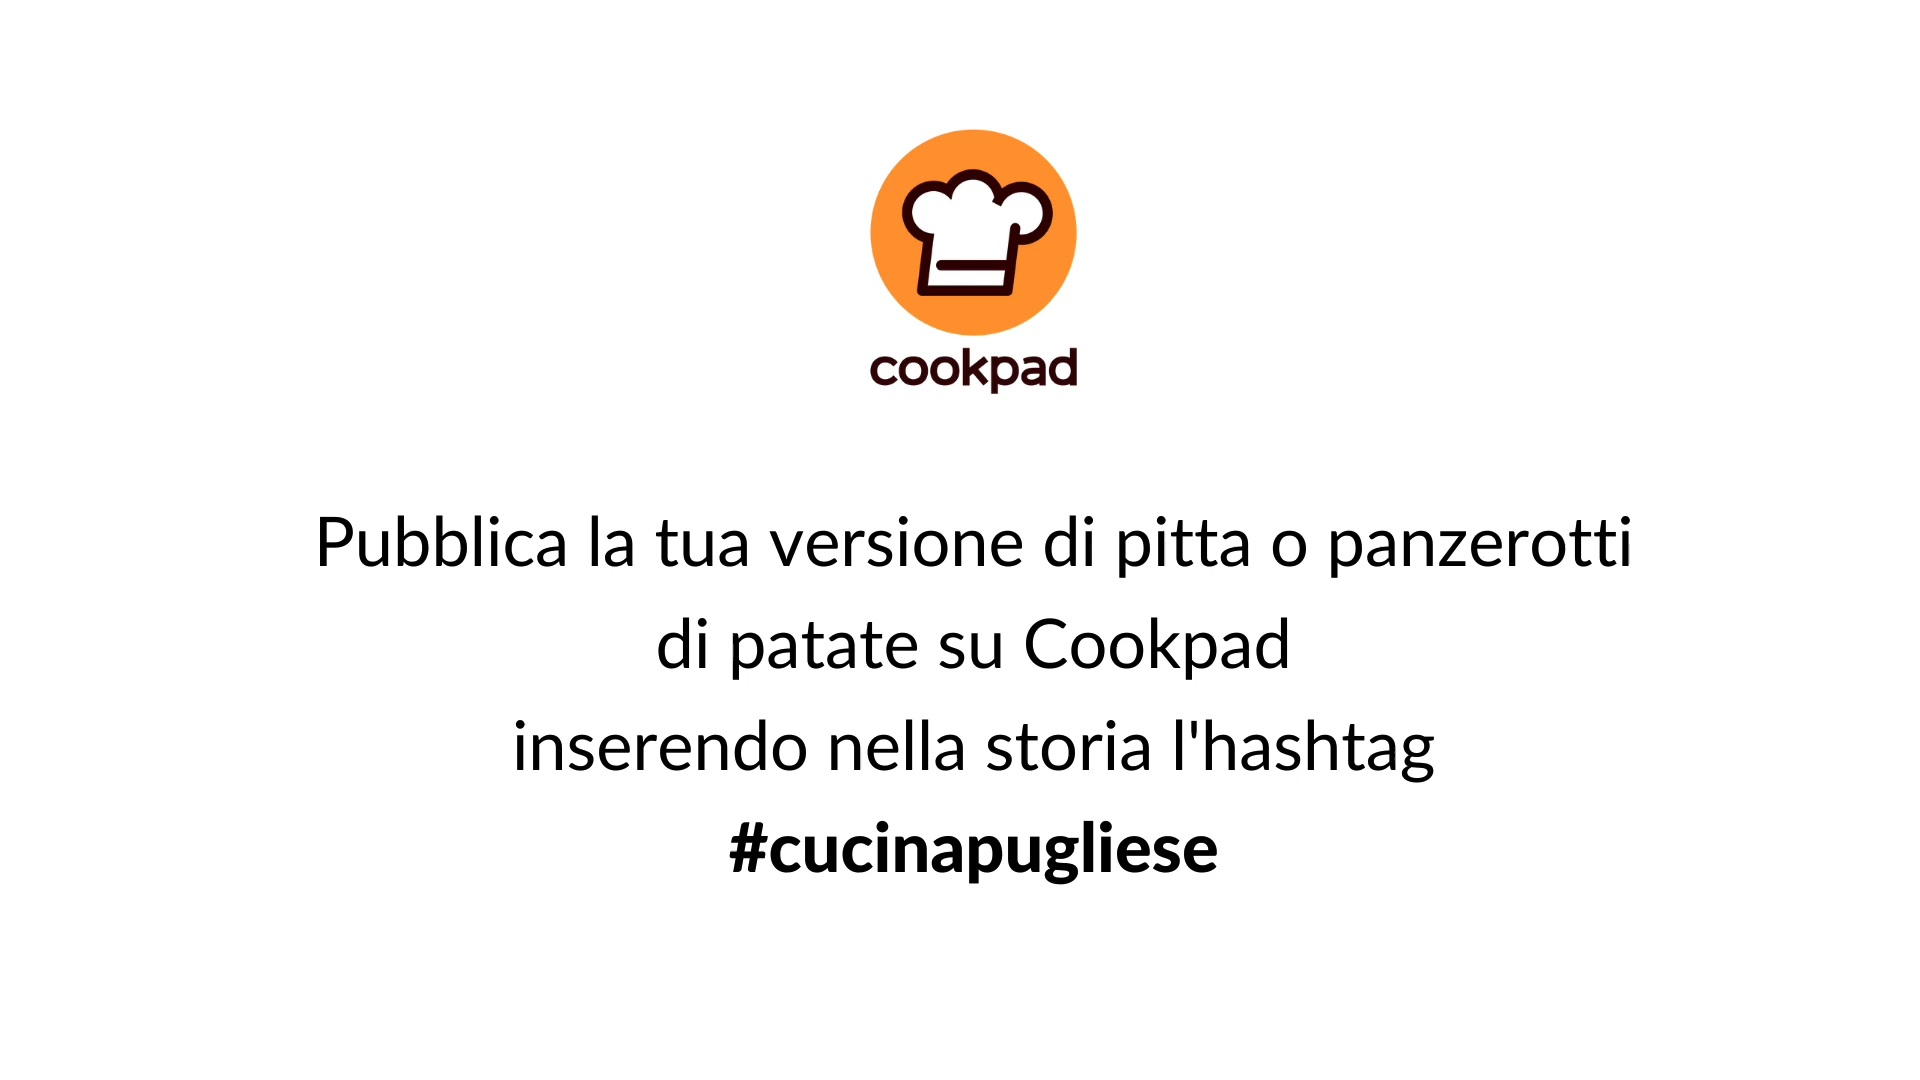 cookpad
Pubblica la tua versione di pitta o panzerotti
di patate su Cookpad
inserendo nella storia l'hashtag
#cucinapugliese